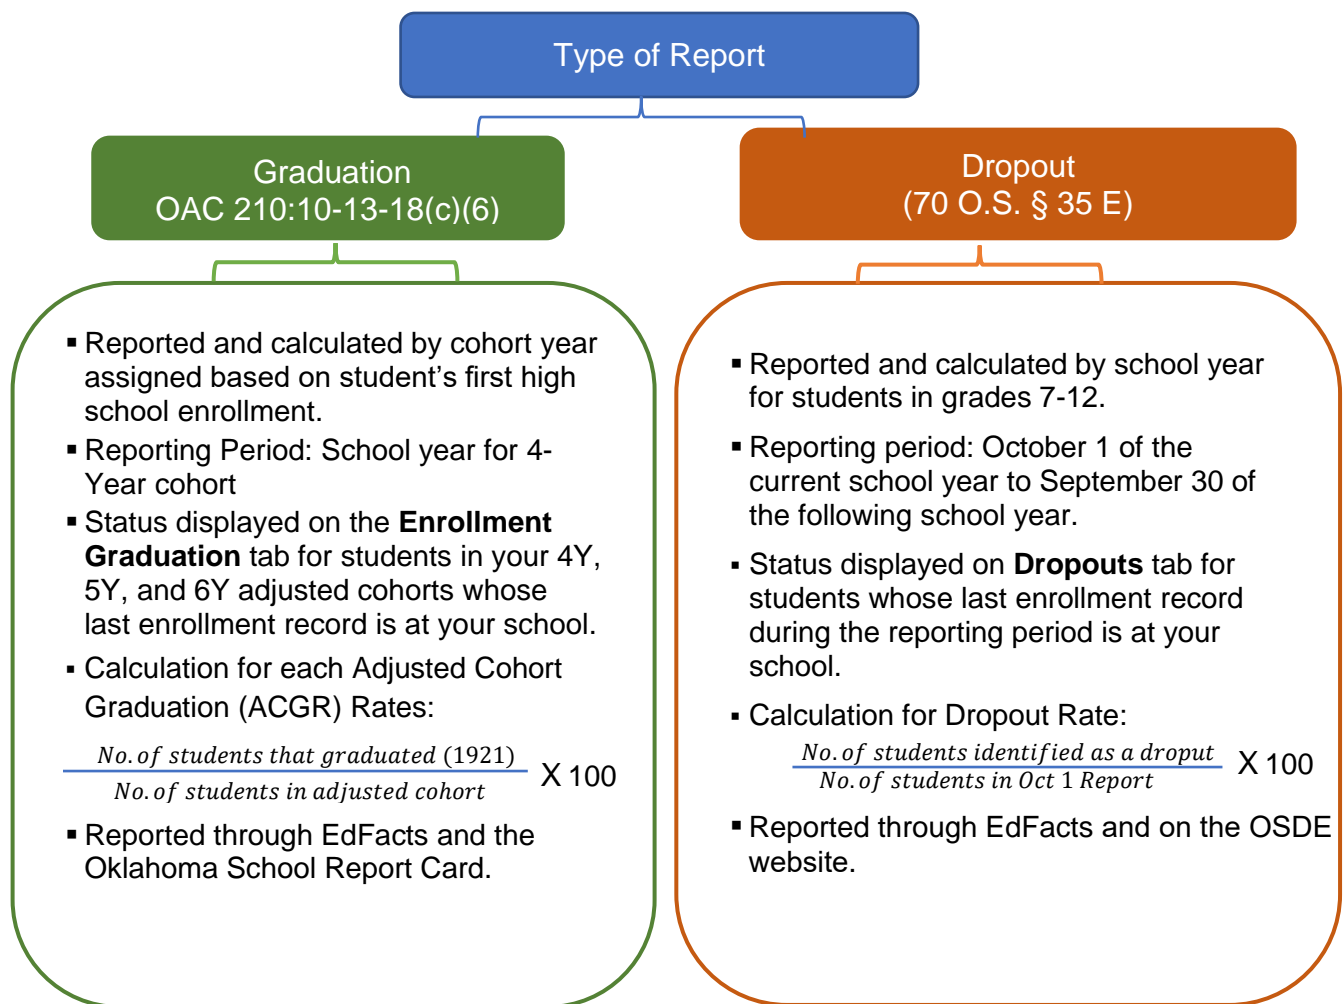 Type of Report
Graduation
OAC 210:10-13-18(c)(6)
▪ Reported and calculated by cohort year
assigned based on student’s first high
school enrollment.
▪ Reporting Period: School year for 4-
Year cohort
▪ Status displayed on the Enrollment
Graduation tab for students in your 4Y,
5Y, and 6Y adjusted cohorts whose
last enrollment record is at your school.
▪ Calculation for each Adjusted Cohort
Graduation (ACGR) Rates:
No. of students that graduated (1921)
No. of students in adjusted cohort
X 100
▪ Reported through EdFacts and the
Oklahoma School Report Card.
Dropout
(70 O.S. § 35 E)
▪ Reported and calculated by school year
for students in grades 7-12.
▪ Reporting period: October 1 of the
current school year to September 30 of
the following school year.
▪ Status displayed on Dropouts tab for
students whose last enrollment record
during the reporting period is at your
school.
▪ Calculation for Dropout Rate:
No. of students identified as a droput
No. of students in Oct 1 Report
X 100
▪ Reported through EdFacts and on the OSDE
website.